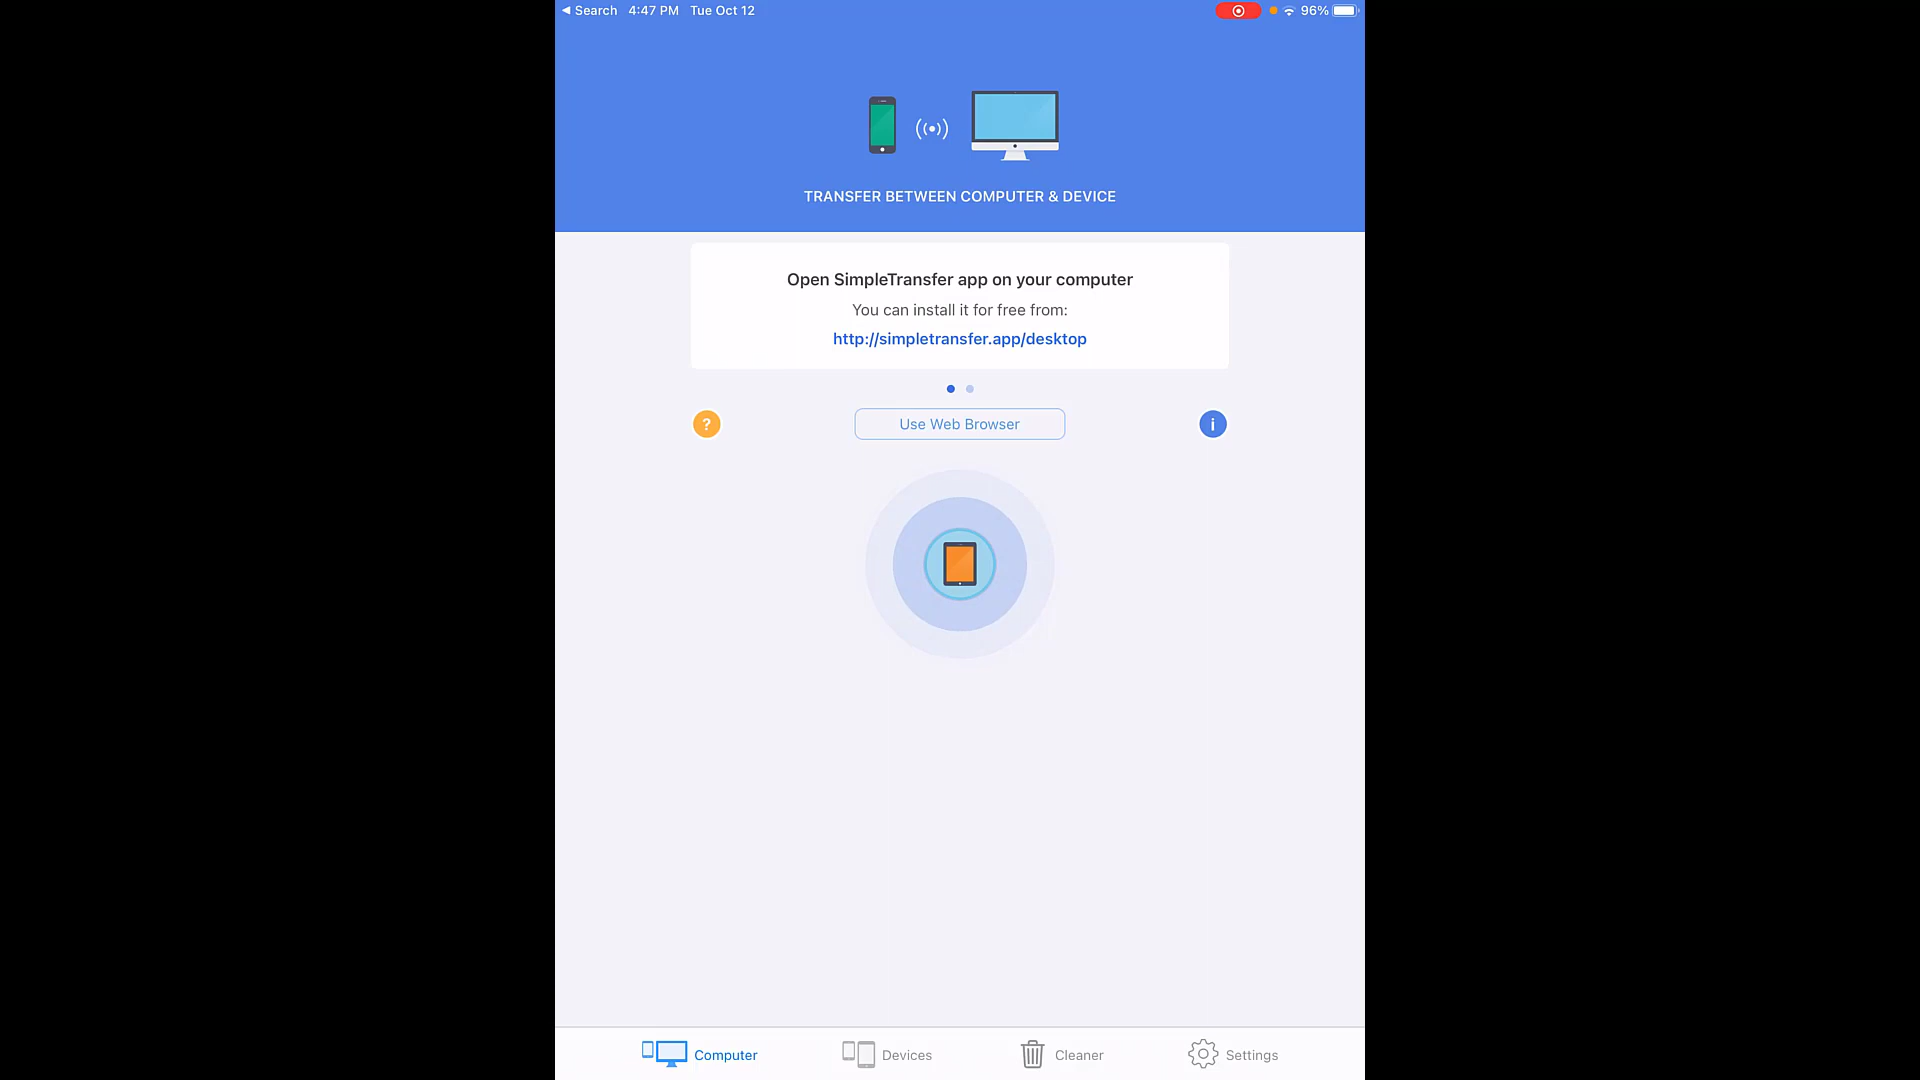 ◀ Search 4:47 PM Tue Oct 12 96%
TRANSFER BETWEEN COMPUTER & DEVICE
Open SimpleTransfer app on your computer
You can install it for free from:
http://simpletransfer.app/desktop
? Use Web Browser i
Computer Devices Cleaner Settings